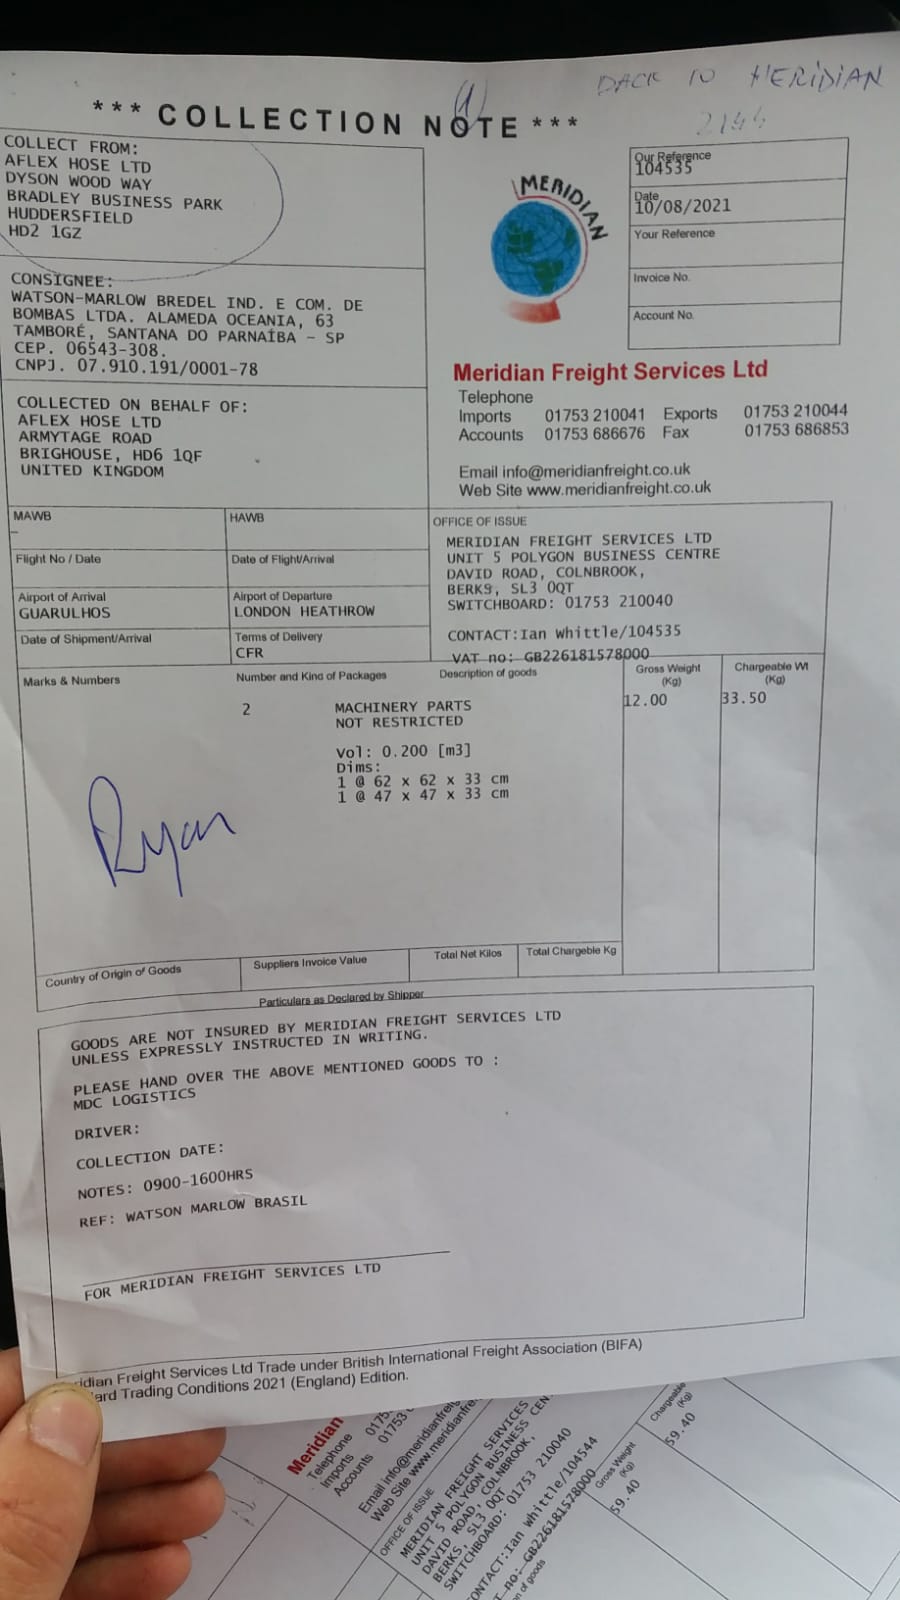 BACK TO MERIDIAN
2144
*** COLLECTION NOTE ***
COLLECT FROM:
AFLEX HOSE LTD
DYSON WOOD WAY
BRADLEY BUSINESS PARK
HUDDERSFIELD
HD2 1GZ
MERIDIAN
Our Reference
104535
Date
10/08/2021
Your Reference
Invoice No.
Account No.
CONSIGNEE:
WATSON-MARLOW BREDEL IND. E COM. DE
BOMBAS LTDA. ALAMEDA OCEANIA, 63
TAMBORÉ, SANTANA DO PARNAÍBA - SP
CEP. 06543-308.
CNPJ. 07.910.191/0001-78
Meridian Freight Services Ltd
Telephone
Imports 01753 210041 Exports 01753 210044
Accounts 01753 686676 Fax 01753 686853
Email info@meridianfreight.co.uk
Web Site www.meridianfreight.co.uk
COLLECTED ON BEHALF OF:
AFLEX HOSE LTD
ARMYTAGE ROAD
BRIGHOUSE, HD6 1QF
UNITED KINGDOM
MAWB
HAWB
Flight No / Date
Date of Flight/Arrival
Airport of Arrival
GUARULHOS
Airport of Departure
LONDON HEATHROW
Date of Shipment/Arrival
Terms of Delivery
CFR
OFFICE OF ISSUE
MERIDIAN FREIGHT SERVICES LTD
UNIT 5 POLYGON BUSINESS CENTRE
DAVID ROAD, COLNBROOK,
BERKS, SL3 0QT
SWITCHBOARD: 01753 210040
CONTACT:Ian Whittle/104535
VAT no: GB226181578000
Marks & Numbers
Number and Kind of Packages
Description of goods
Gross Weight
(Kg)
Chargeable Wt
(Kg)
2 MACHINERY PARTS 12.00 33.50
NOT RESTRICTED
Vol: 0.200 [m3]
Dims:
1 @ 62 x 62 x 33 cm
1 @ 47 x 47 x 33 cm
Ryan
Country of Origin of Goods
Suppliers Invoice Value
Total Net Kilos
Total Chargeble Kg
Particulars as Declared by Shipper
GOODS ARE NOT INSURED BY MERIDIAN FREIGHT SERVICES LTD
UNLESS EXPRESSLY INSTRUCTED IN WRITING.
PLEASE HAND OVER THE ABOVE MENTIONED GOODS TO :
MDC LOGISTICS
DRIVER:
COLLECTION DATE:
NOTES: 0900-1600HRS
REF: WATSON MARLOW BRASIL
FOR MERIDIAN FREIGHT SERVICES LTD
idian Freight Services Ltd Trade under British International Freight Association (BIFA)
ard Trading Conditions 2021 (England) Edition.
Meridian
Telephone
Imports 0175
Accounts 01753
Email info@meridianfreig
Web Site www.meridianfre
OFFICE OF ISSUE
MERIDIAN FREIGHT SERVICES
UNIT 5 POLYGON BUSINESS CEN
DAVID ROAD, COLNBROOK,
BERKS, SL3 0QT
SWITCHBOARD: 01753 210040
ONTACT:Ian Whittle/104544
no: GB226181578000
n of goods
Gross Weight
(Kg)
59.40
Chargeable
(Kg)
59.40